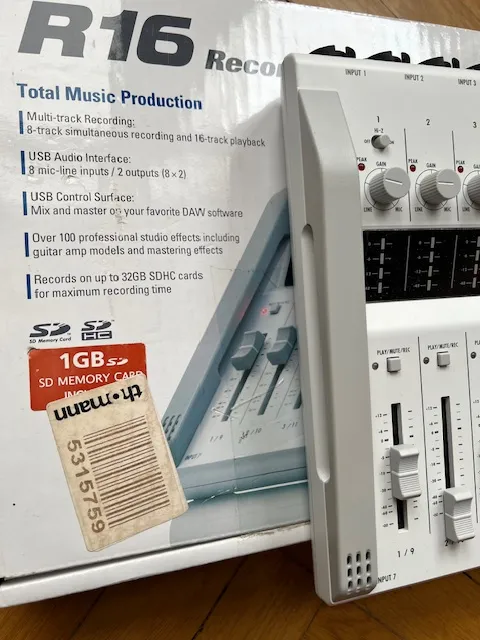 R16 Recor
Total Music Production
Multi-track Recording:
8-track simultaneous recording and 16-track playback
USB Audio Interface:
8 mic-line inputs / 2 outputs (8×2)
USB Control Surface:
Mix and master on your favorite DAW software
Over 100 professional studio effects including
guitar amp models and mastering effects
Records on up to 32GB SDHC cards
for maximum recording time
SD Memory Card
SD HC
1GB SD
SD MEMORY CARD
th•mann
5315759
INPUT 1 INPUT 2 INPUT 3
1 2 3
Hi-Z
OFF ON
PEAK GAIN PEAK GAIN PEAK
LINE MIC LINE MIC LINE
PLAY/MUTE/REC PLAY/MUTE/REC
1 / 9 2
INPUT 7